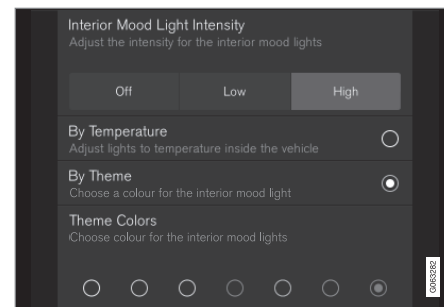 Interior Mood Light Intensity
Adjust the intensity for the interior mood lights
Off Low High
By Temperature
Adjust lights to temperature inside the vehicle
By Theme
Choose a colour for the interior mood light
Theme Colors
Choose colour for the interior mood lights
G063282